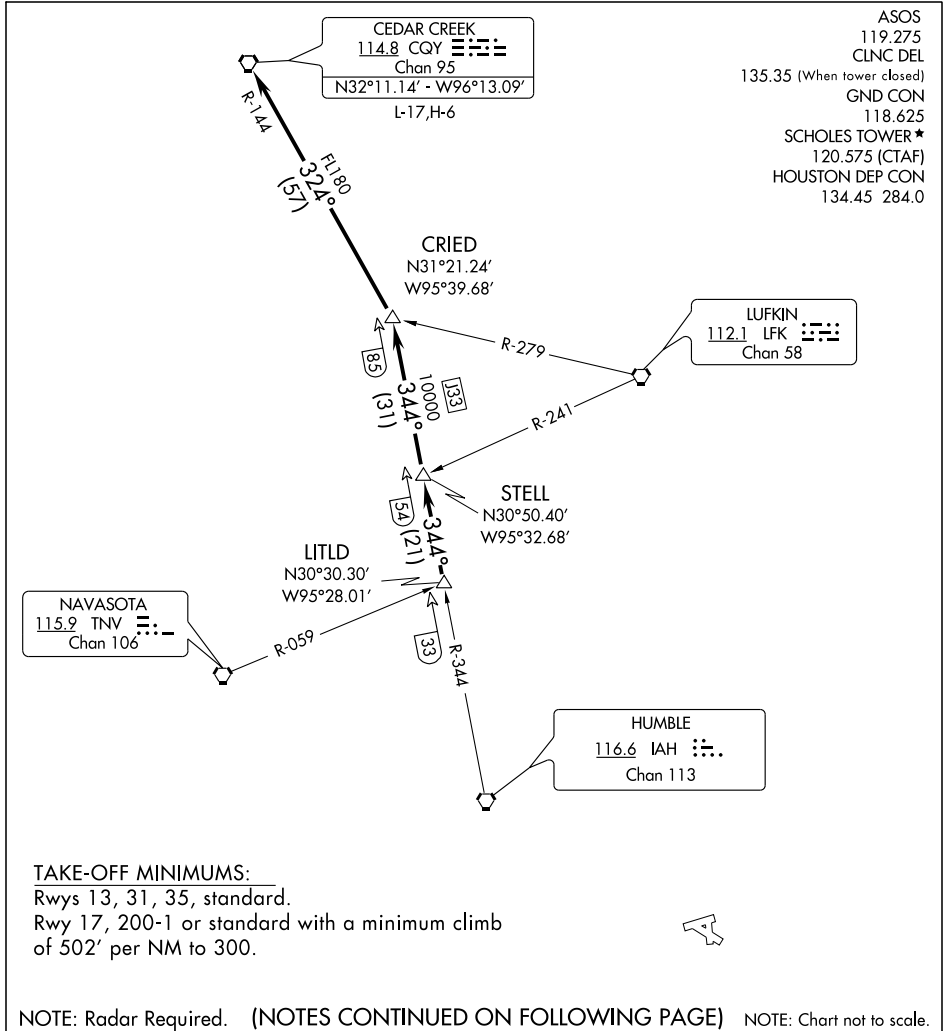 CEDAR CREEK
114.8 CQY
Chan 95
N32°11.14' - W96°13.09'
L-17,H-6
ASOS
119.275
CLNC DEL
135.35 (When tower closed)
GND CON
118.625
SCHOLES TOWER★
120.575 (CTAF)
HOUSTON DEP CON
134.45 284.0
R-144
FL180
324°
(57)
CRIED
N31°21.24'
W95°39.68'
LUFKIN
112.1 LFK
Chan 58
R-279
85
10000
344°
(31)
J33
R-241
STELL
N30°50.40'
W95°32.68'
54
344°
(21)
LITLD
N30°30.30'
W95°28.01'
NAVASOTA
115.9 TNV
Chan 106
R-059
33
R-344
HUMBLE
116.6 IAH
Chan 113
TAKE-OFF MINIMUMS:
Rwys 13, 31, 35, standard.
Rwy 17, 200-1 or standard with a minimum climb
of 502' per NM to 300.
NOTE: Radar Required. (NOTES CONTINUED ON FOLLOWING PAGE) NOTE: Chart not to scale.